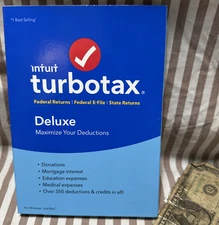 #1 Best Selling
intuit
turbotax®
Federal Returns | Federal E-File | State Returns
Deluxe
Maximize Your Deductions
• Donations
• Mortgage interest
• Education expenses
• Medical expenses
• Over 350 deductions & credits in all!